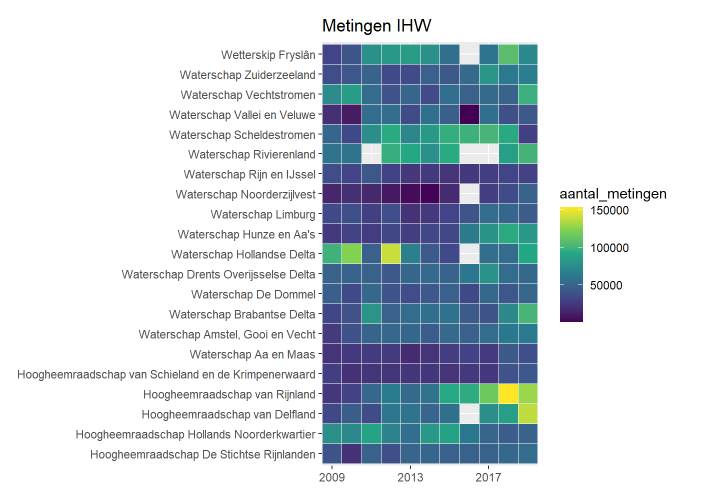 Metingen IHW
Wetterskip Fryslân
Waterschap Zuiderzeeland
Waterschap Vechtstromen
Waterschap Vallei en Veluwe
Waterschap Scheldestromen
Waterschap Rivierenland
Waterschap Rijn en IJssel
Waterschap Noorderzijlvest
Waterschap Limburg
Waterschap Hunze en Aa's
Waterschap Hollandse Delta
Waterschap Drents Overijsselse Delta
Waterschap De Dommel
Waterschap Brabantse Delta
Waterschap Amstel, Gooi en Vecht
Waterschap Aa en Maas
Hoogheemraadschap van Schieland en de Krimpenerwaard
Hoogheemraadschap van Rijnland
Hoogheemraadschap van Delfland
Hoogheemraadschap Hollands Noorderkwartier
Hoogheemraadschap De Stichtse Rijnlanden
2009 2013 2017
aantal_metingen
150000
100000
50000